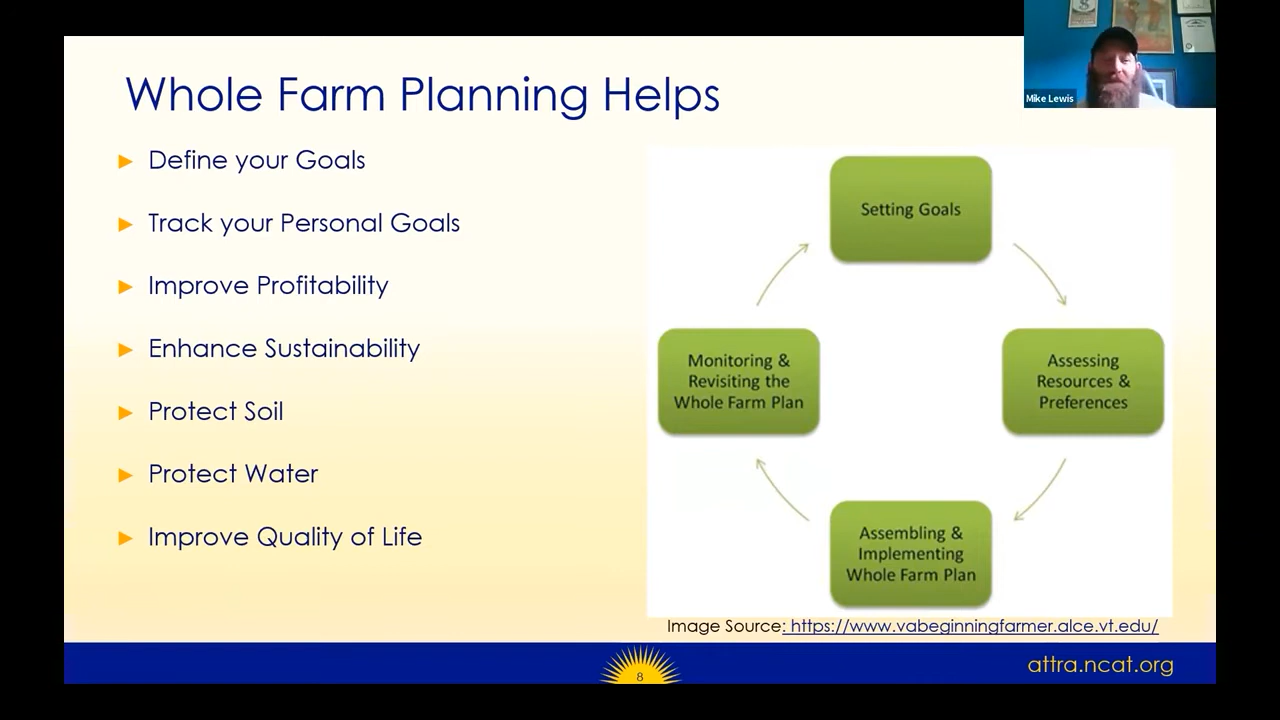 Whole Farm Planning Helps
Mike Lewis
► Define your Goals
► Track your Personal Goals
► Improve Profitability
► Enhance Sustainability
► Protect Soil
► Protect Water
► Improve Quality of Life
Setting Goals
Assessing
Resources &
Preferences
Assembling &
Implementing
Whole Farm Plan
Monitoring &
Revisiting the
Whole Farm Plan
Image Source: https://www.vabeginningfarmer.alce.vt.edu/
8
attra.ncat.org